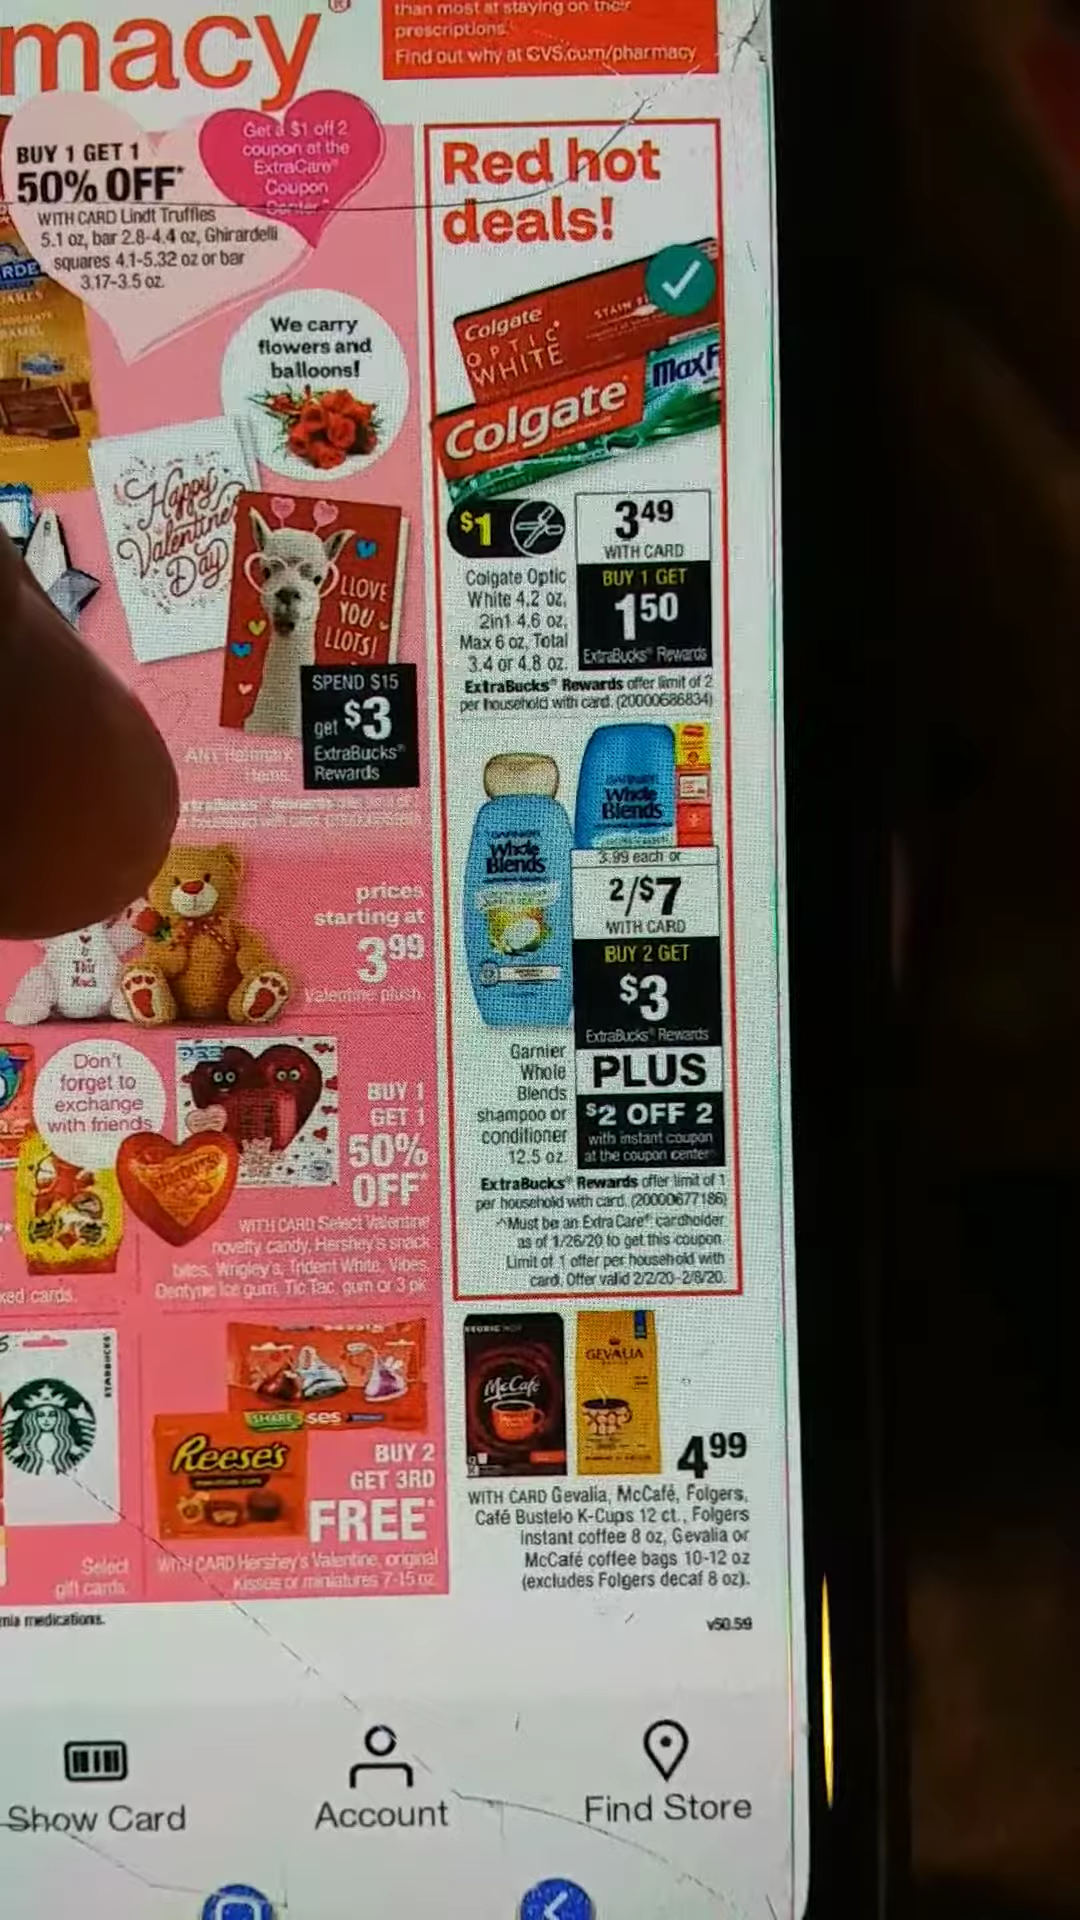 macy®
than most at staying on their
prescriptions.
Find out why at CVS.com/pharmacy
BUY 1 GET 1
50% OFF*
WITH CARD Lindt Truffles
5.1 oz, bar 2.8-4.4 oz, Ghirardelli
squares 4.1-5.32 oz or bar
3.17-3.5 oz.
Get a $1 off 2
coupon at the
ExtraCare®
Coupon
Center.^
We carry
flowers and
balloons!
Happy
Valentine's
Day
LLOVE
YOU
LLOTS!
SPEND $15
get $3
ExtraBucks®
Rewards
ANY Hallmark
items.
prices
starting at
3.99
Valentine plush.
This
Much
Don't
forget to
exchange
with friends
PEZ
BUY 1
GET 1
50%
OFF*
WITH CARD Select Valentine
novelty candy, Hershey's snack
bites, Wrigley's, Trident White, Vibes,
Dentyne Ice gum, Tic Tac, gum or 3 pk
STARBUCKS
Select
gift cards.
SHARE
Reese's
BUY 2
GET 3RD
FREE*
WITH CARD Hershey's Valentine, original
Kisses or miniatures 7-15 oz
Red hot
deals!
Colgate
OPTIC
WHITE
Colgate
$1
3.49
WITH CARD
BUY 1 GET
1.50
ExtraBucks® Rewards
Colgate Optic
White 4.2 oz,
2in1 4.6 oz,
Max 6 oz, Total
3.4 or 4.8 oz.
ExtraBucks® Rewards offer limit of 2
per household with card. (20000686834)
GARNIER
Whole
Blends
GARNIER
Whole
Blends
3.99 each or
2/$7
WITH CARD
BUY 2 GET
$3
ExtraBucks® Rewards
PLUS
$2 OFF 2
with instant coupon
at the coupon center^
Garnier
Whole
Blends
shampoo or
conditioner
12.5 oz.
ExtraBucks® Rewards offer limit of 1
per household with card. (20000677186)
^Must be an ExtraCare® cardholder
as of 1/26/20 to get this coupon.
Limit of 1 offer per household with
card. Offer valid 2/2/20-2/8/20.
McCafé
GEVALIA
4.99
WITH CARD Gevalia, McCafé, Folgers,
Café Bustelo K-Cups 12 ct., Folgers
instant coffee 8 oz, Gevalia or
McCafé coffee bags 10-12 oz
(excludes Folgers decaf 8 oz).
medications.
Show Card
Account
Find Store